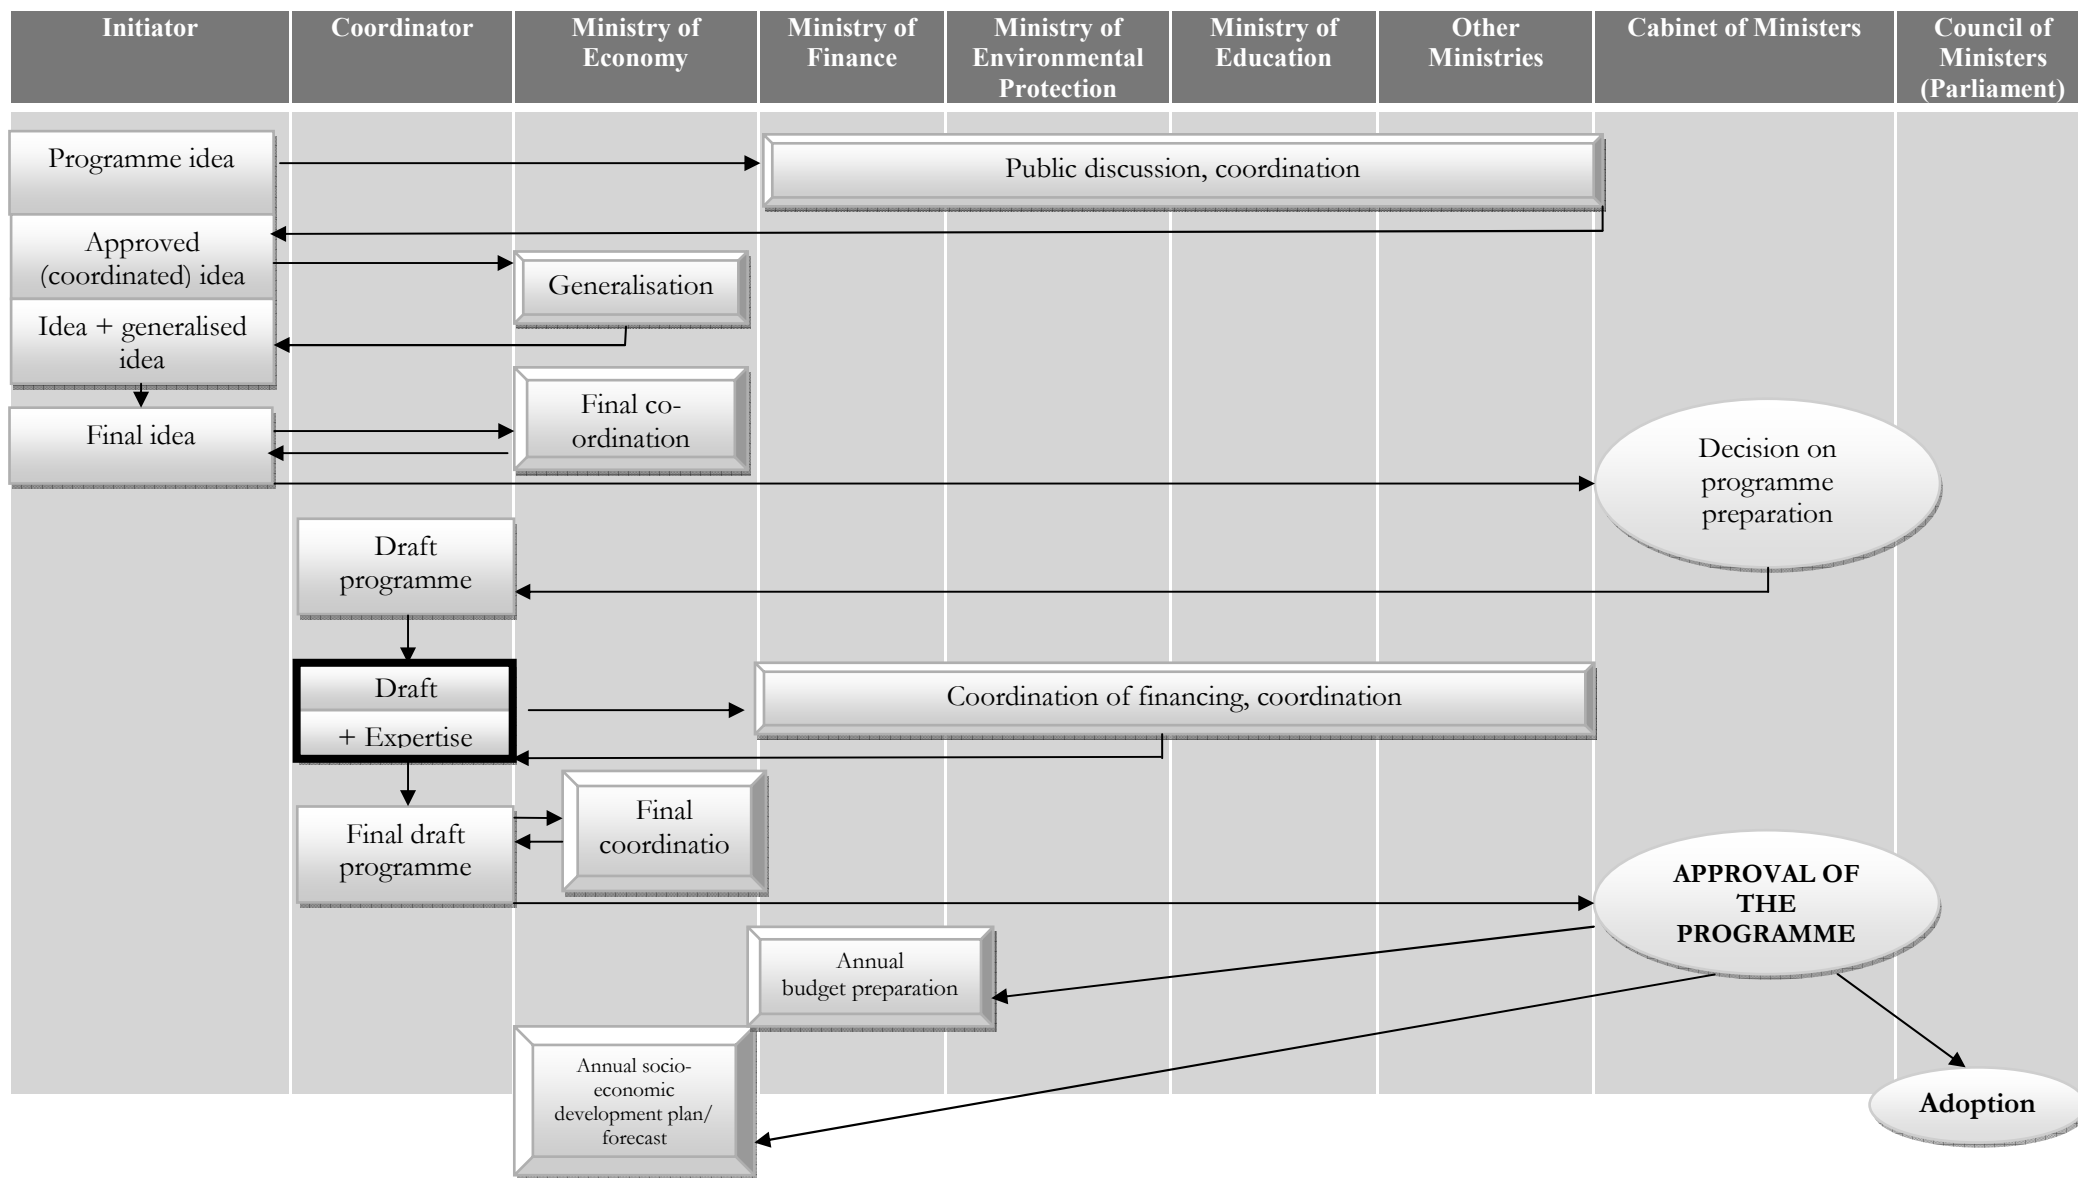 Initiator
Coordinator
Ministry of
Economy
Ministry of
Finance
Ministry of
Environmental
Protection
Ministry of
Education
Other
Ministries
Cabinet of Ministers
Council of
Ministers
(Parliament)
Programme idea
Public discussion, coordination
Approved
(coordinated) idea
Generalisation
Idea + generalised
idea
Final co-
ordination
Final idea
Decision on
programme
preparation
Draft
programme
Draft
+ Expertise
Coordination of financing, coordination
Final
coordinatio
Final draft
programme
APPROVAL OF
THE
PROGRAMME
Annual
budget preparation
Annual socio-
economic
development plan/
forecast
Adoption